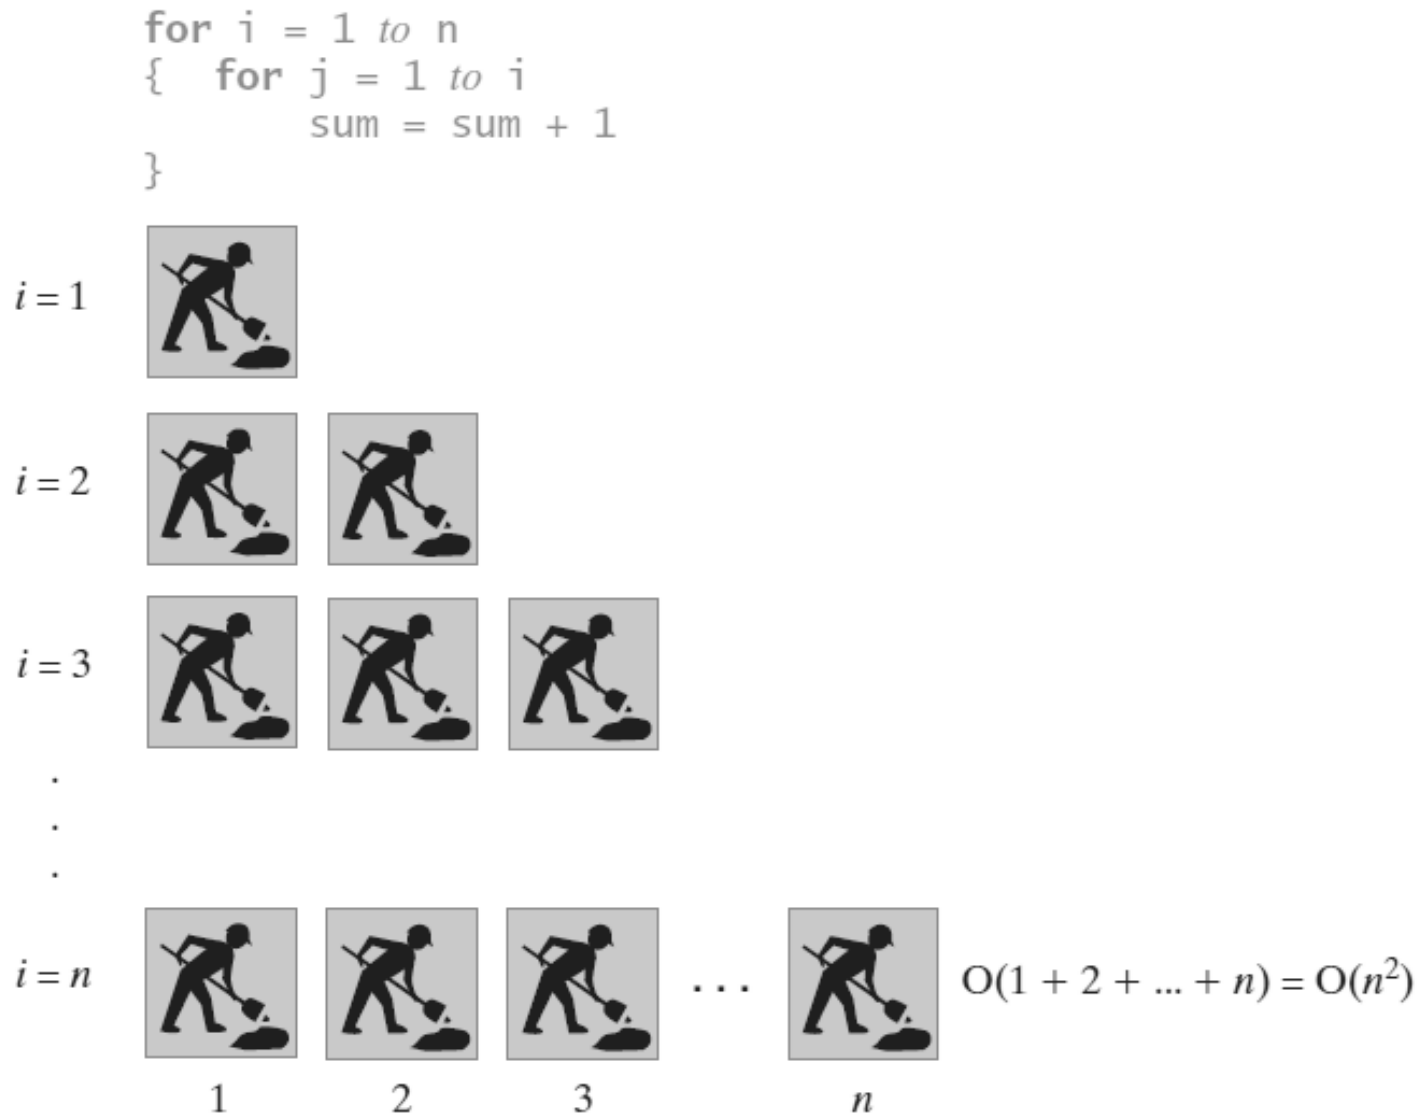 for i = 1 to n
{  for j = 1 to i
sum = sum + 1
}
i = 1
i = 2
i = 3
.
.
.
i = n
. . .
O(1 + 2 + ... + n) = O(n²)
1 2 3 n